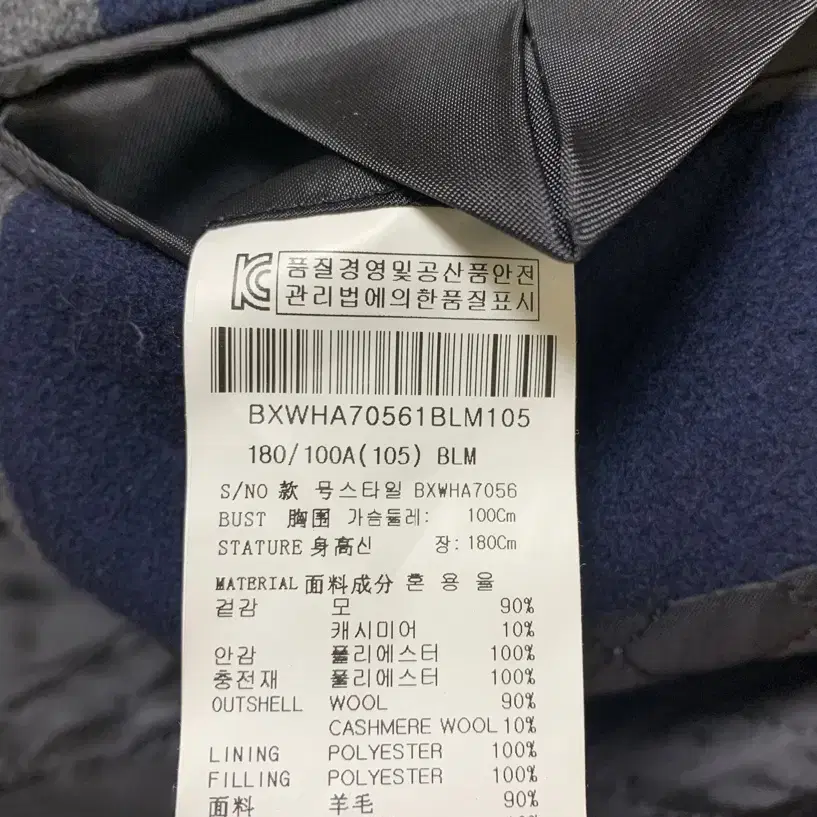 KC 품질경영및공산품안전
관리법에의한품질표시
BXWHA70561BLM105
180/100A(105) BLM
S/NO 款 号스타일 BXWHA7056
BUST 胸围 가슴둘레: 100Cm
STATURE 身高신 장: 180Cm
MATERIAL 面料成分 혼 용 율
겉감 모 90%
캐시미어 10%
안감 폴리에스터 100%
충전재 폴리에스터 100%
OUTSHELL WOOL 90%
CASHMERE WOOL 10%
LINING POLYESTER 100%
FILLING POLYESTER 100%
面料 羊毛 90%